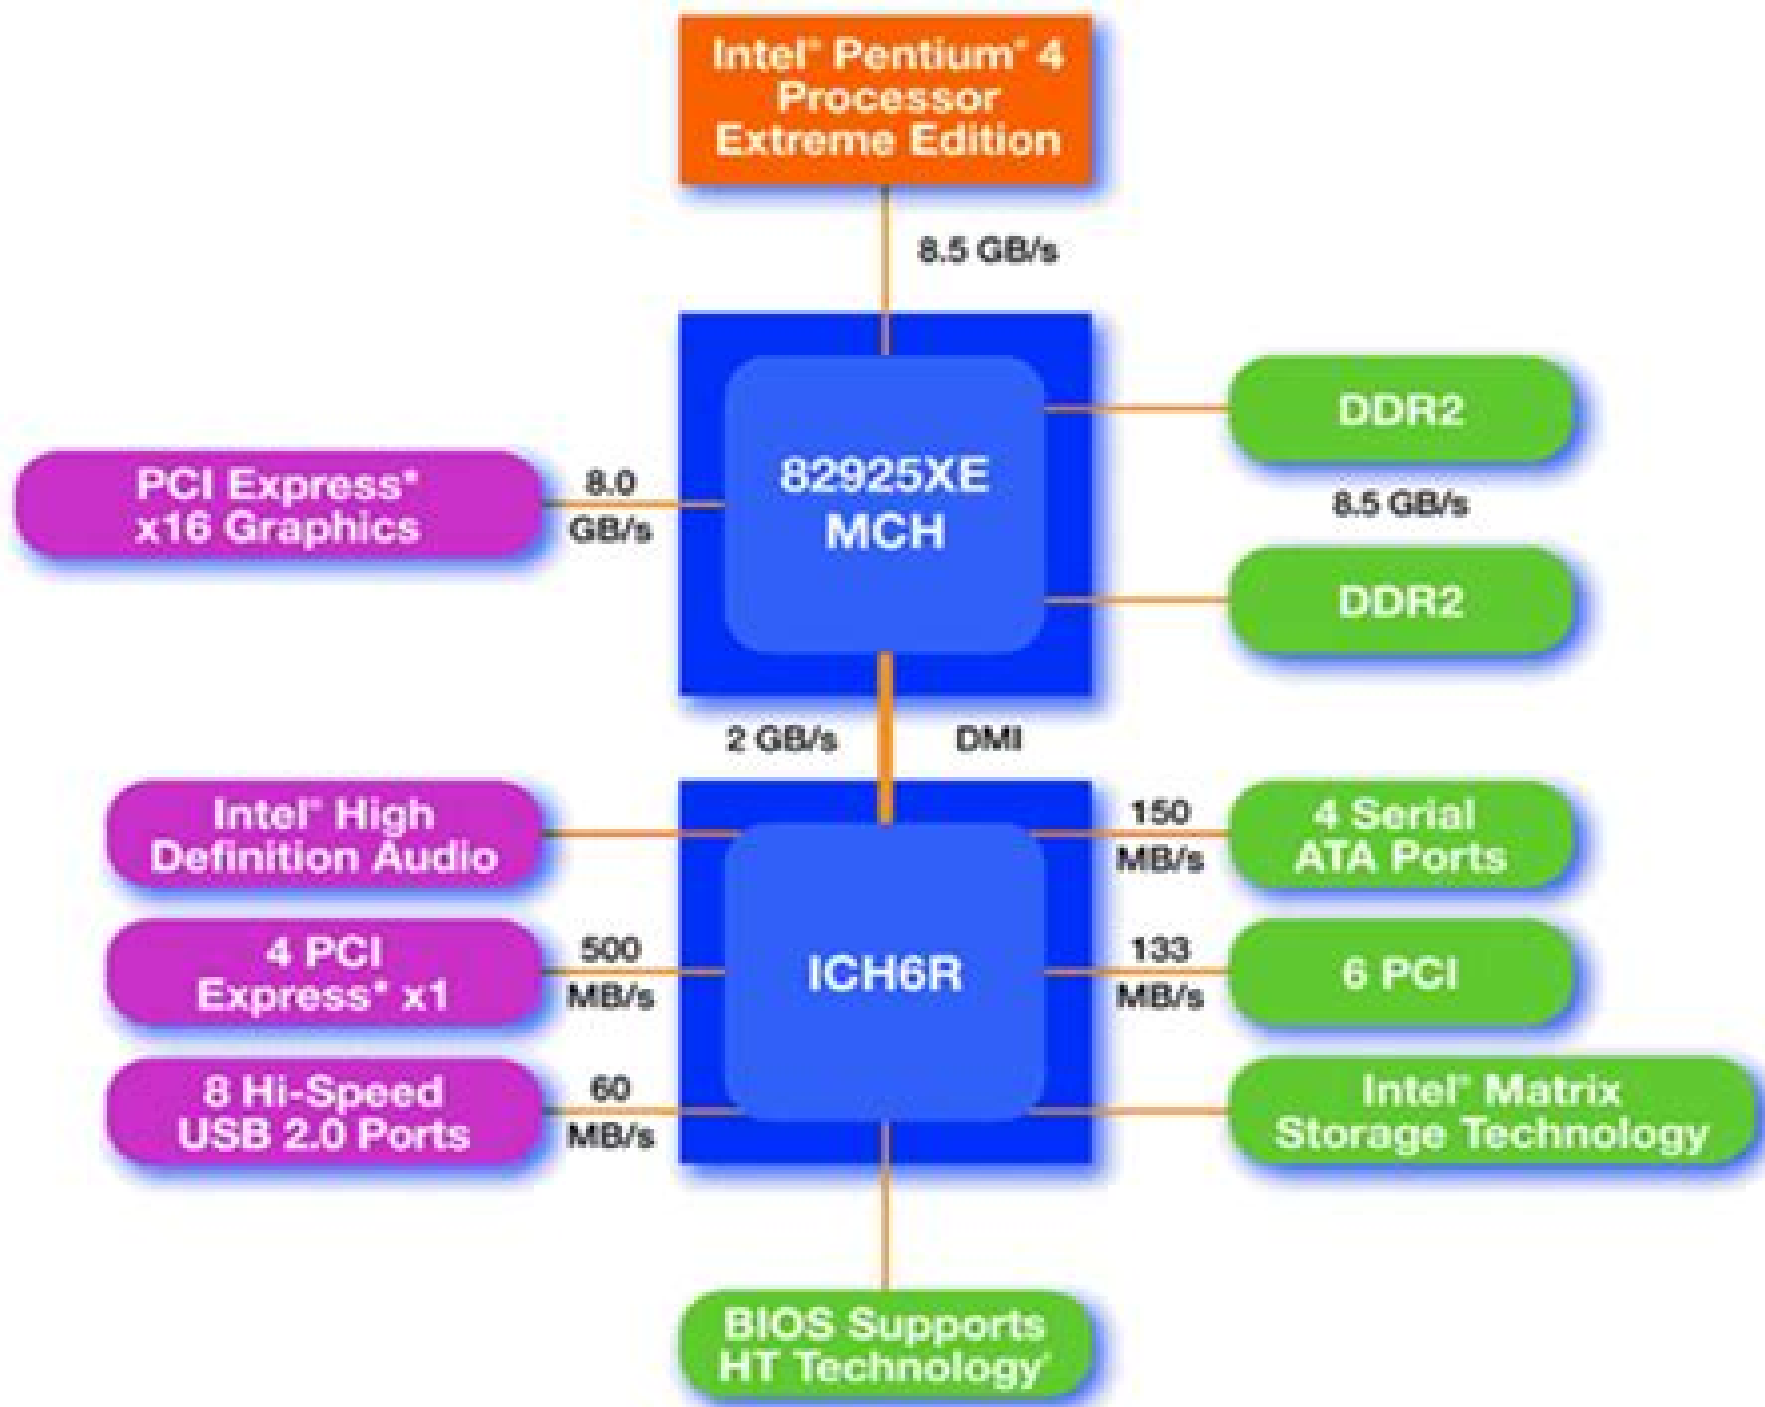 Intel® Pentium® 4
Processor
Extreme Edition
8.5 GB/s
82925XE
MCH
DDR2
8.5 GB/s
DDR2
PCI Express*
x16 Graphics
8.0
GB/s
2 GB/s
DMI
Intel® High
Definition Audio
4 PCI
Express* x1
500
MB/s
8 Hi-Speed
USB 2.0 Ports
60
MB/s
ICH6R
150
MB/s
4 Serial
ATA Ports
133
MB/s
6 PCI
Intel® Matrix
Storage Technology
BIOS Supports
HT Technology